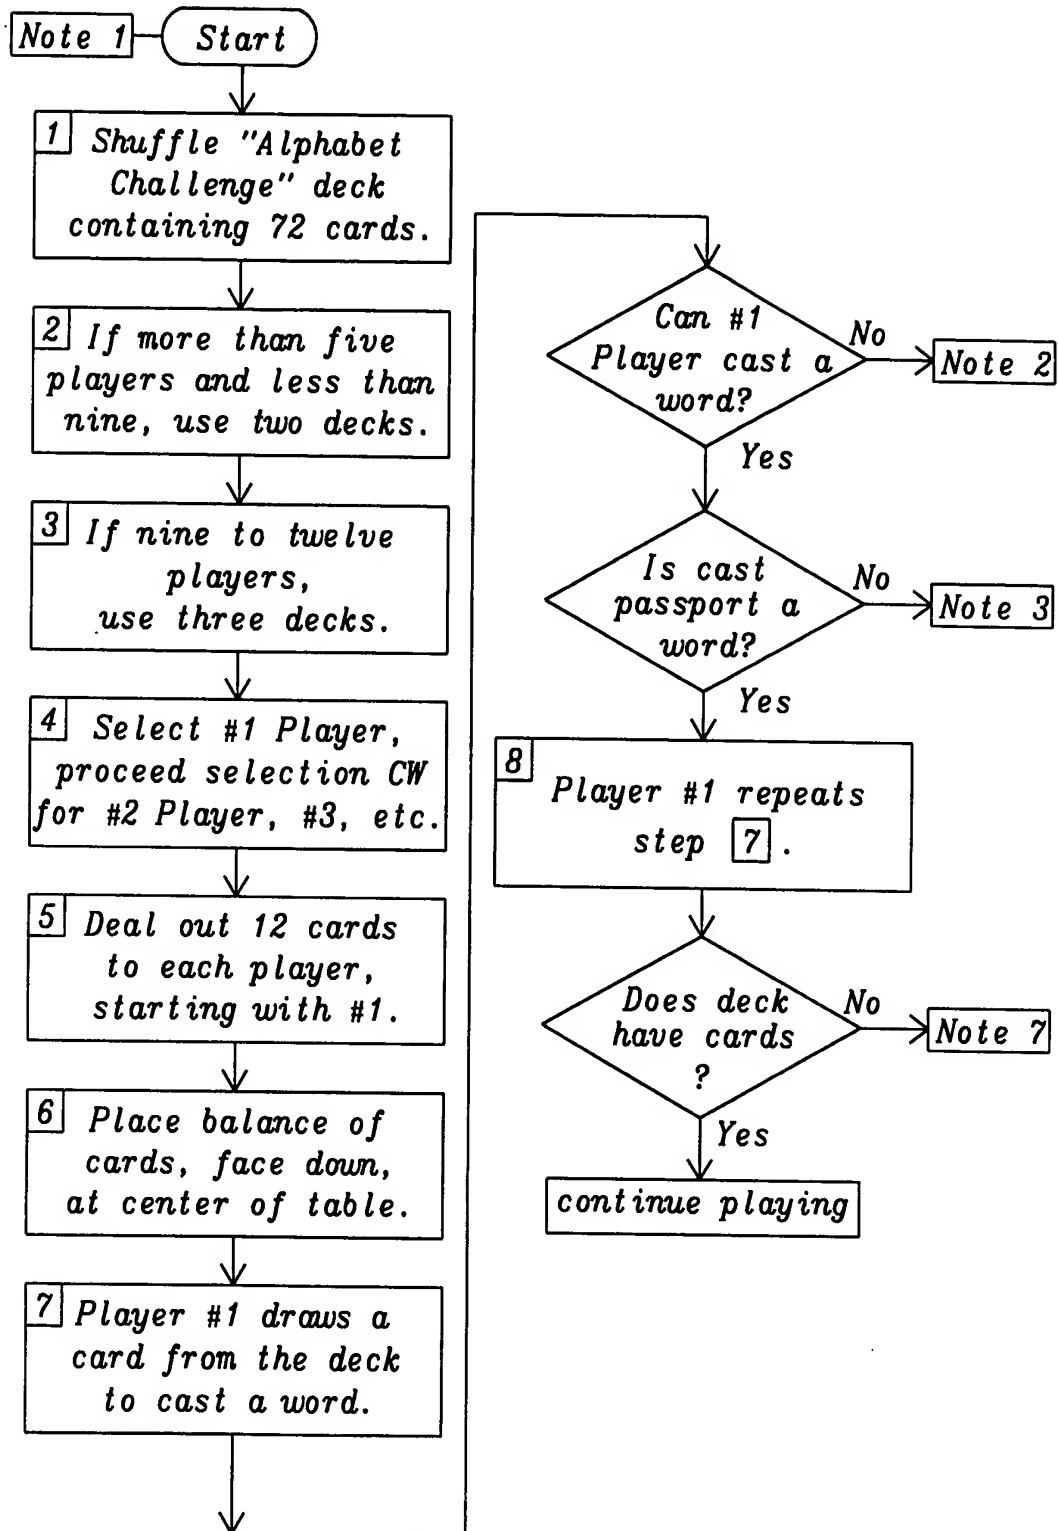 Note 1
Start
1
Shuffle "Alphabet
Challenge" deck
containing 72 cards.
2
If more than five
players and less than
nine, use two decks.
3
If nine to twelve
players,
use three decks.
4
Select #1 Player,
proceed selection CW
for #2 Player, #3, etc.
5
Deal out 12 cards
to each player,
starting with #1.
6
Place balance of
cards, face down,
at center of table.
7
Player #1 draws a
card from the deck
to cast a word.
Can #1
Player cast a
word?
No
Note 2
Yes
Is cast
passport a
word?
No
Note 3
Yes
8
Player #1 repeats
step 7 .
Does deck
have cards
?
No
Note 7
Yes
continue playing